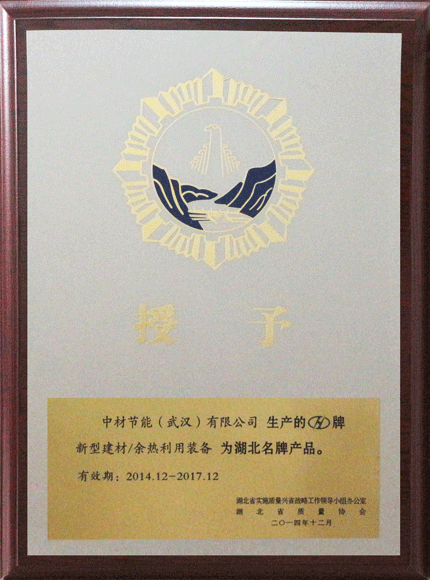 授予
中材节能（武汉）有限公司 生产的 牌
新型建材/余热利用装备 为湖北名牌产品。
有效期：2014.12-2017.12
湖北省实施质量兴省战略工作领导小组办公室
湖北省质量协会
二〇一四年十二月